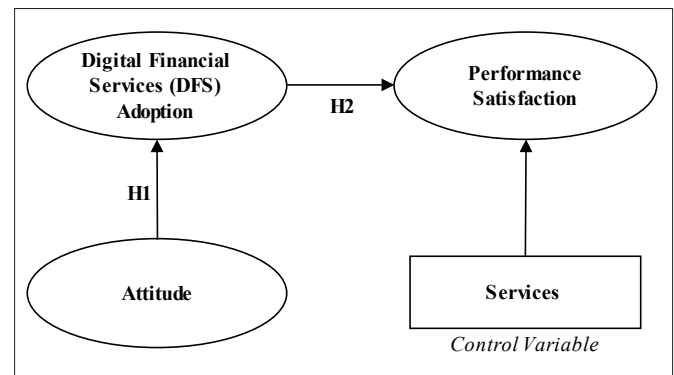 Digital Financial
Services (DFS)
Adoption
Performance
Satisfaction
H2
H1
Attitude
Services
Control Variable